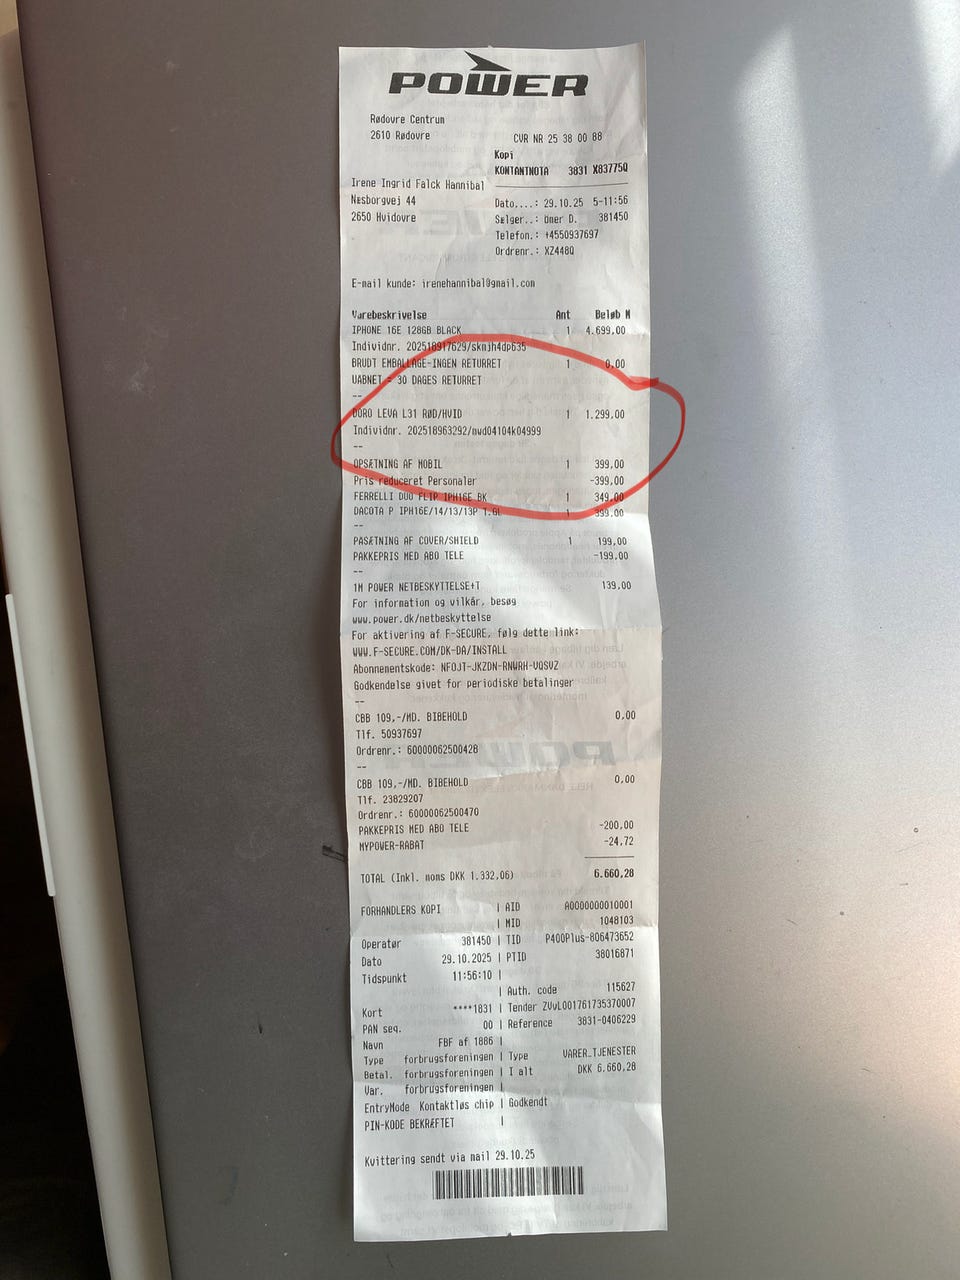 POWER
Rødovre Centrum
2610 Rødovre
CVR NR 25 38 00 88
Kopi
KONTANTNOTA 3831 X83775Q
Irene Ingrid Falck Hannibal
Næsborgvej 44
2650 Hvidovre
Dato....: 29.10.25 5-11:56
Sælger..: Omer D. 381450
Telefon.: +4550937697
Ordrenr.: XZ448Q
E-mail kunde: irenehannibal@gmail.com
Varebeskrivelse Ant Beløb M
IPHONE 16E 128GB BLACK 1 4.699,00
Individnr. 202518917629/sknjh4dp635
BRUDT EMBALLAGE-INGEN RETURRET 1 0,00
UABNET = 30 DAGES RETURRET
--
DORO LEVA L31 RØD/HVID 1 1.299,00
Individnr. 202518963292/mwd04104k04999
--
OPSÆTNING AF MOBIL 1 399,00
Pris reduceret Personaler -399,00
FERRELLI DUO FLIP IPH16E BK 1 349,00
DACOTA P IPH16E/14/13/13P T.GL 1 399,00
--
PASÆTNING AF COVER/SHIELD 1 199,00
PAKKEPRIS MED ABO TELE -199,00
--
1M POWER NETBESKYTTELSE+T 139,00
For information og vilkår, besøg
www.power.dk/netbeskyttelse
For aktivering af F-SECURE, følg dette link:
WWW.F-SECURE.COM/DK-DA/INSTALL
Abonnementskode: NFOJT-JKZDN-RNWRH-VQSVZ
Godkendelse givet for periodiske betalinger
--
CBB 109,-/MD. BIBEHOLD 0,00
Tlf. 50937697
Ordrenr.: 60000062500428
--
CBB 109,-/MD. BIBEHOLD 0,00
Tlf. 23829207
Ordrenr.: 60000062500470
PAKKEPRIS MED ABO TELE -200,00
MYPOWER-RABAT -24,72
TOTAL (Inkl. moms DKK 1.332,06) 6.660,28
FORHANDLERS KOPI | AID A0000000010001
| MID 1048103
Operatør 381450 | TID P400Plus-806473652
Dato 29.10.2025 | PTID 38016871
Tidspunkt 11:56:10 |
| Auth. code 115627
Kort ****1831 | Tender ZVvL001761735370007
PAN seq. 00 | Reference 3831-0406229
Navn FBF af 1886 |
Type forbrugsforeningen | Type VARER_TJENESTER
Betal. forbrugsforeningen | I alt DKK 6.660,28
Var. forbrugsforeningen |
EntryMode Kontaktløs chip | Godkendt
PIN-KODE BEKRÆFTET |
Kvittering sendt via mail 29.10.25